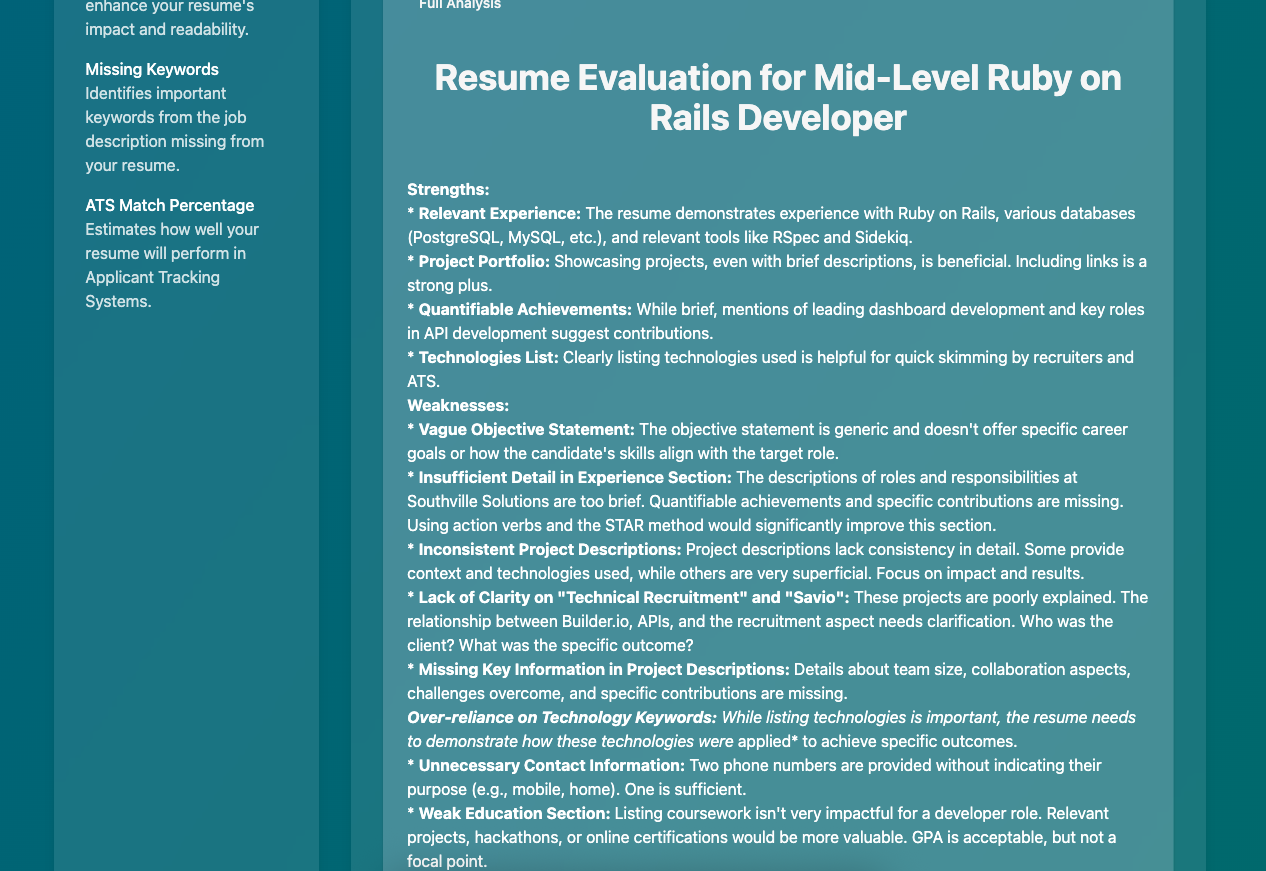 enhance your resume's
impact and readability.
Missing Keywords
Identifies important
keywords from the job
description missing from
your resume.
ATS Match Percentage
Estimates how well your
resume will perform in
Applicant Tracking
Systems.
Full Analysis
Resume Evaluation for Mid-Level Ruby on
Rails Developer
Strengths:
* Relevant Experience: The resume demonstrates experience with Ruby on Rails, various databases
(PostgreSQL, MySQL, etc.), and relevant tools like RSpec and Sidekiq.
* Project Portfolio: Showcasing projects, even with brief descriptions, is beneficial. Including links is a
strong plus.
* Quantifiable Achievements: While brief, mentions of leading dashboard development and key roles
in API development suggest contributions.
* Technologies List: Clearly listing technologies used is helpful for quick skimming by recruiters and
ATS.
Weaknesses:
* Vague Objective Statement: The objective statement is generic and doesn't offer specific career
goals or how the candidate's skills align with the target role.
* Insufficient Detail in Experience Section: The descriptions of roles and responsibilities at
Southville Solutions are too brief. Quantifiable achievements and specific contributions are missing.
Using action verbs and the STAR method would significantly improve this section.
* Inconsistent Project Descriptions: Project descriptions lack consistency in detail. Some provide
context and technologies used, while others are very superficial. Focus on impact and results.
* Lack of Clarity on "Technical Recruitment" and "Savio": These projects are poorly explained. The
relationship between Builder.io, APIs, and the recruitment aspect needs clarification. Who was the
client? What was the specific outcome?
* Missing Key Information in Project Descriptions: Details about team size, collaboration aspects,
challenges overcome, and specific contributions are missing.
Over-reliance on Technology Keywords: While listing technologies is important, the resume needs
to demonstrate how these technologies were applied* to achieve specific outcomes.
* Unnecessary Contact Information: Two phone numbers are provided without indicating their
purpose (e.g., mobile, home). One is sufficient.
* Weak Education Section: Listing coursework isn't very impactful for a developer role. Relevant
projects, hackathons, or online certifications would be more valuable. GPA is acceptable, but not a
focal point.